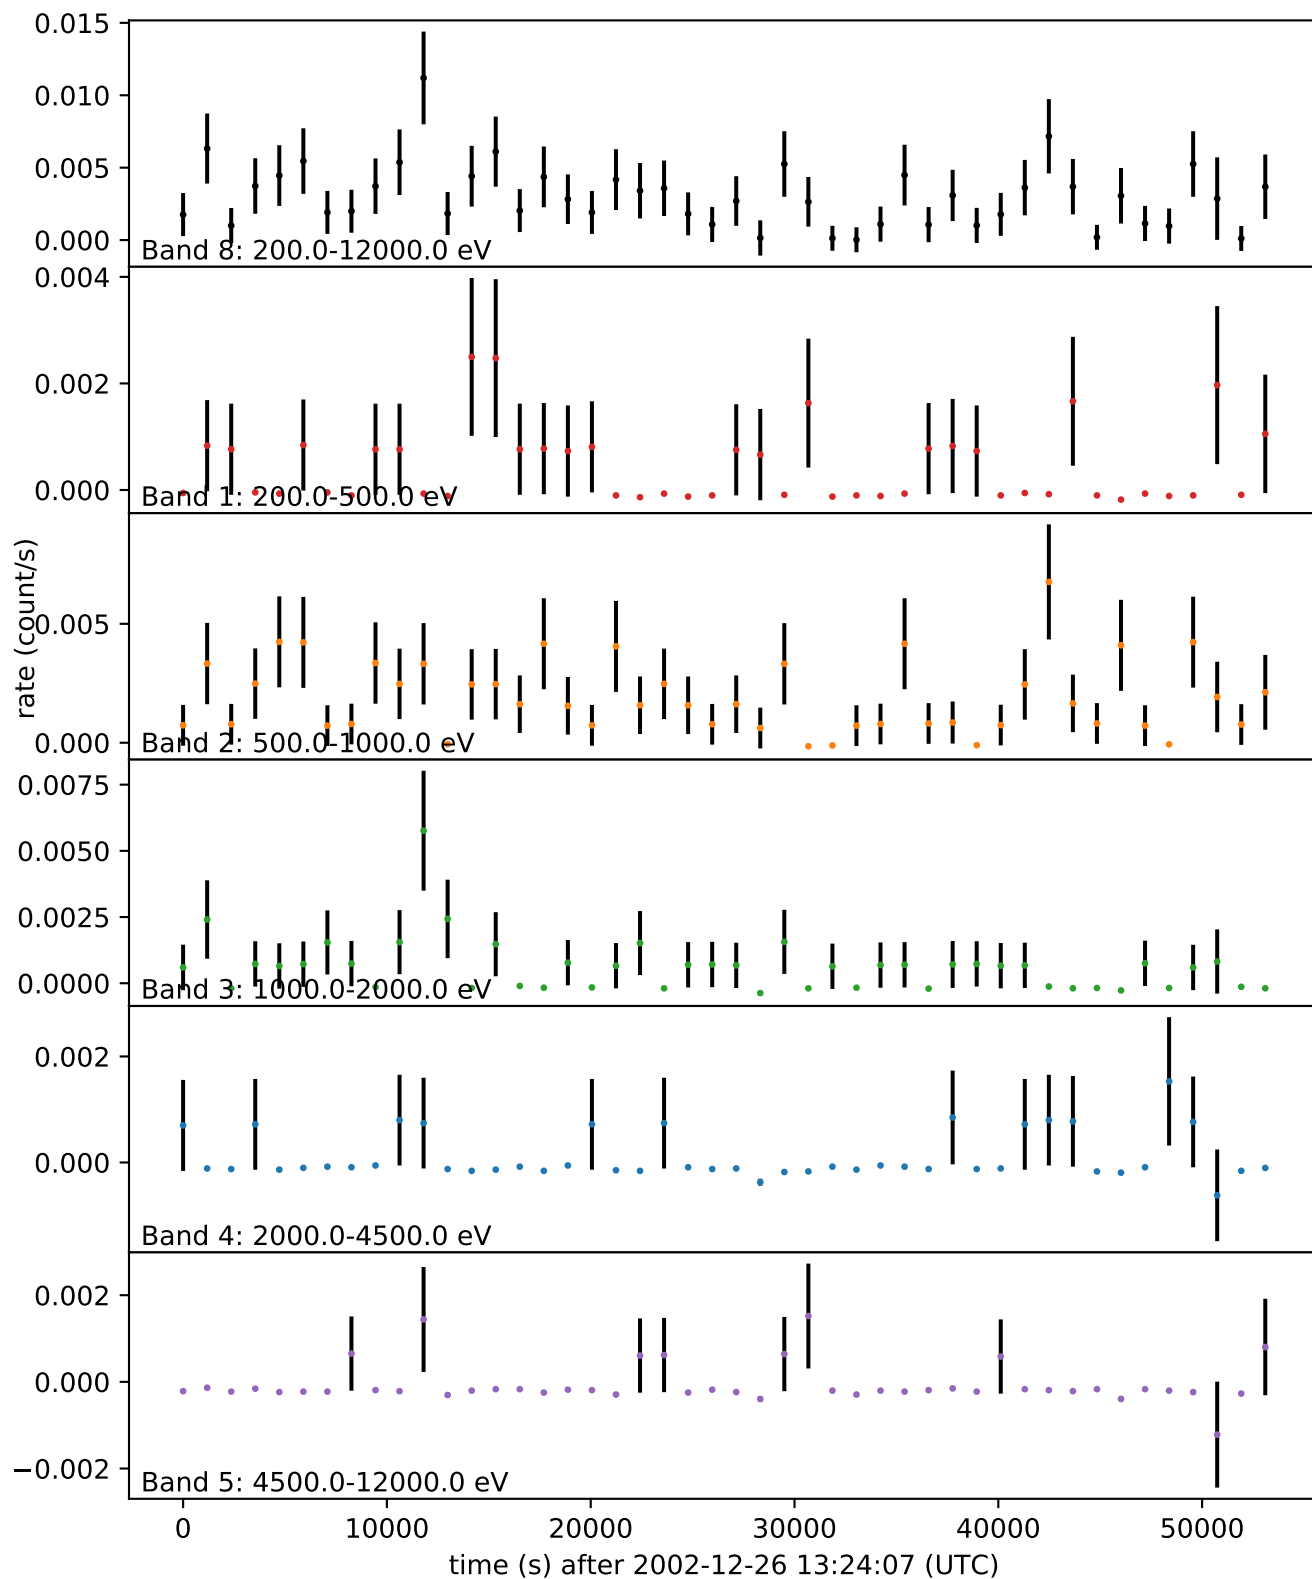 0.015
0.010
0.005
0.000
Band 8: 200.0-12000.0 eV
0.004
0.002
0.000
Band 1: 200.0-500.0 eV
rate (count/s)
0.005
0.000
Band 2: 500.0-1000.0 eV
0.0075
0.0050
0.0025
0.0000
Band 3: 1000.0-2000.0 eV
0.002
0.000
Band 4: 2000.0-4500.0 eV
0.002
0.000
−0.002
Band 5: 4500.0-12000.0 eV
0 10000 20000 30000 40000 50000
time (s) after 2002-12-26 13:24:07 (UTC)